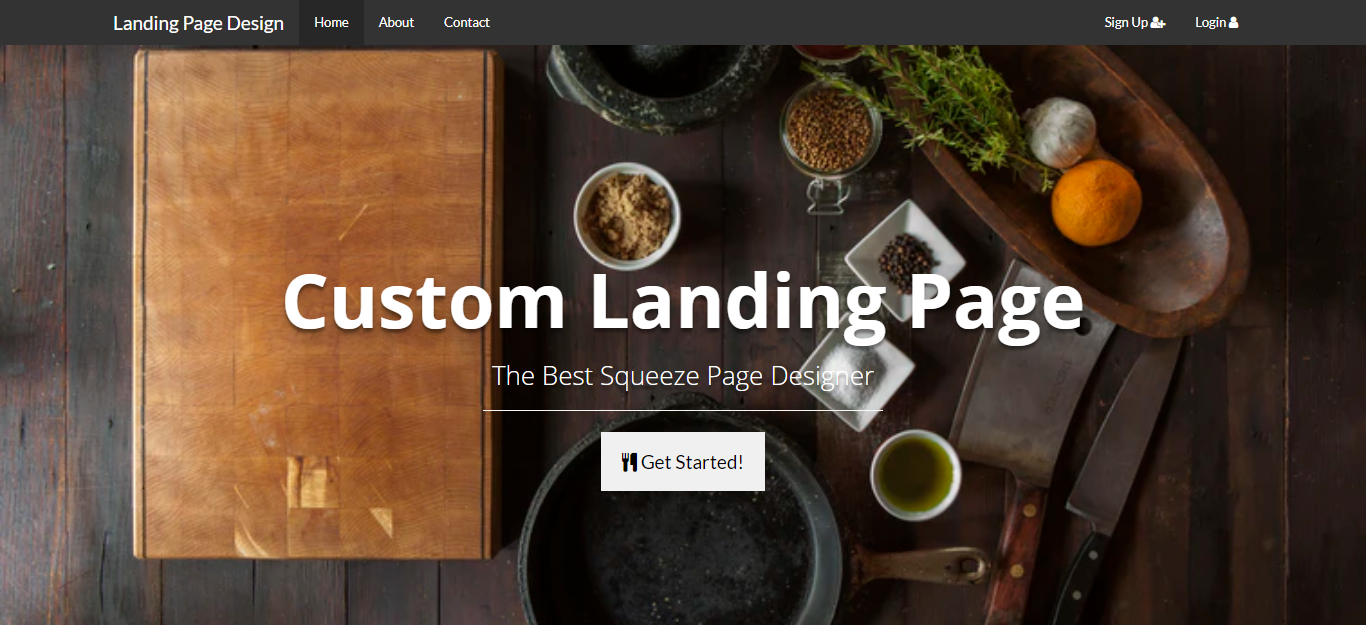 Landing Page Design Home About Contact Sign Up Login
Custom Landing Page
The Best Squeeze Page Designer
Get Started!